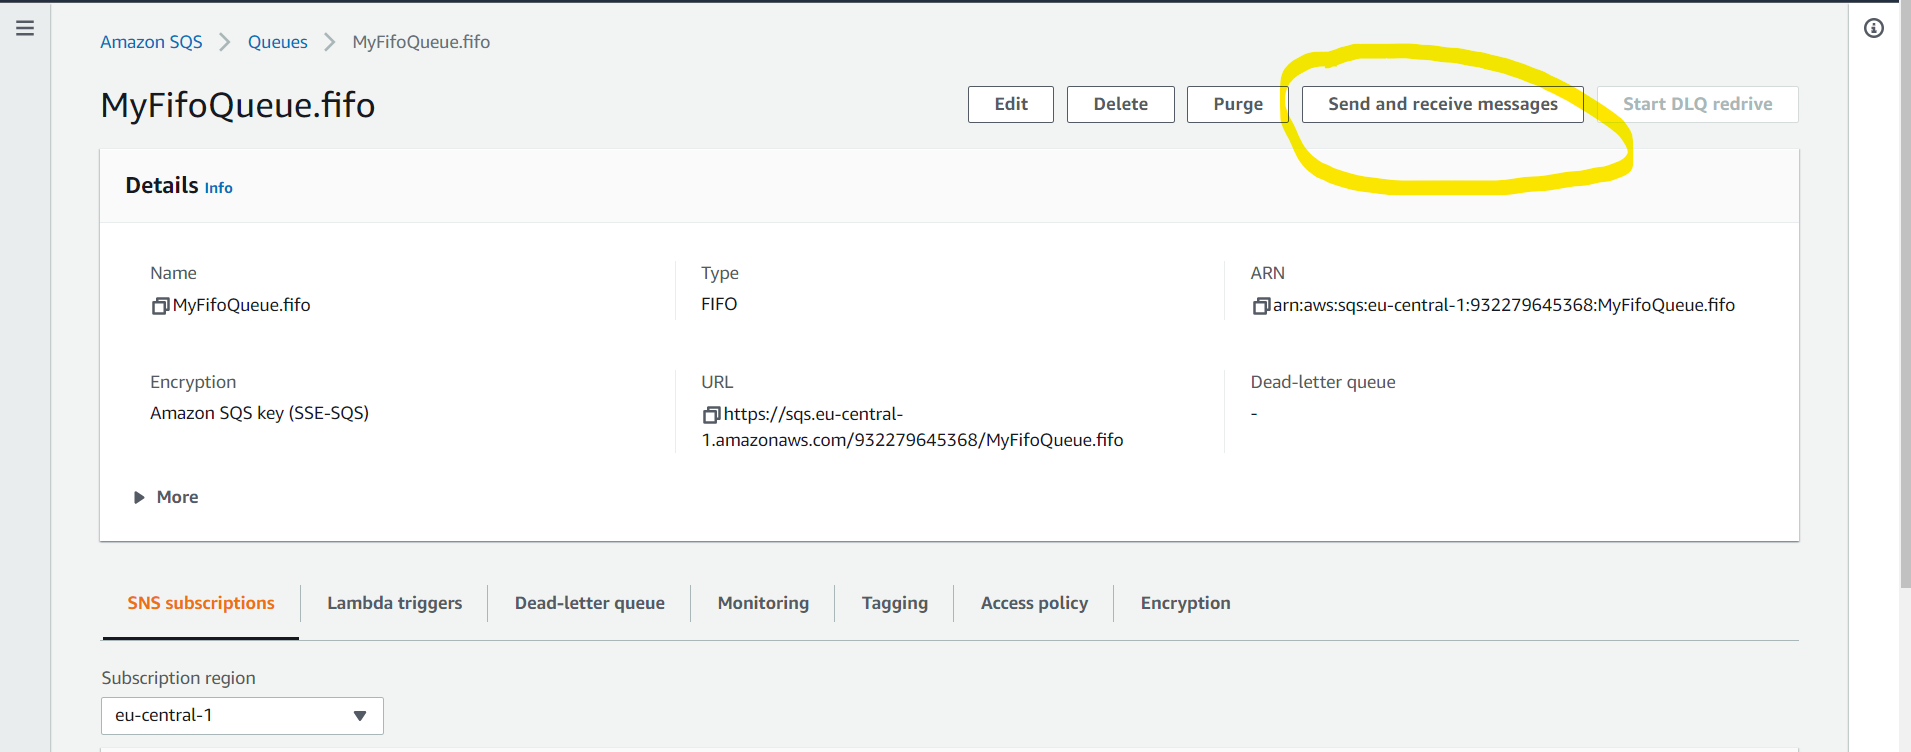 Amazon SQS > Queues > MyFifoQueue.fifo
MyFifoQueue.fifo
Edit
Delete
Purge
Send and receive messages
Start DLQ redrive
Details Info
Name
Type
ARN
MyFifoQueue.fifo
FIFO
arn:aws:sqs:eu-central-1:932279645368:MyFifoQueue.fifo
Encryption
URL
Dead-letter queue
Amazon SQS key (SSE-SQS)
https://sqs.eu-central-
1.amazonaws.com/932279645368/MyFifoQueue.fifo
-
More
SNS subscriptions
Lambda triggers
Dead-letter queue
Monitoring
Tagging
Access policy
Encryption
Subscription region
eu-central-1